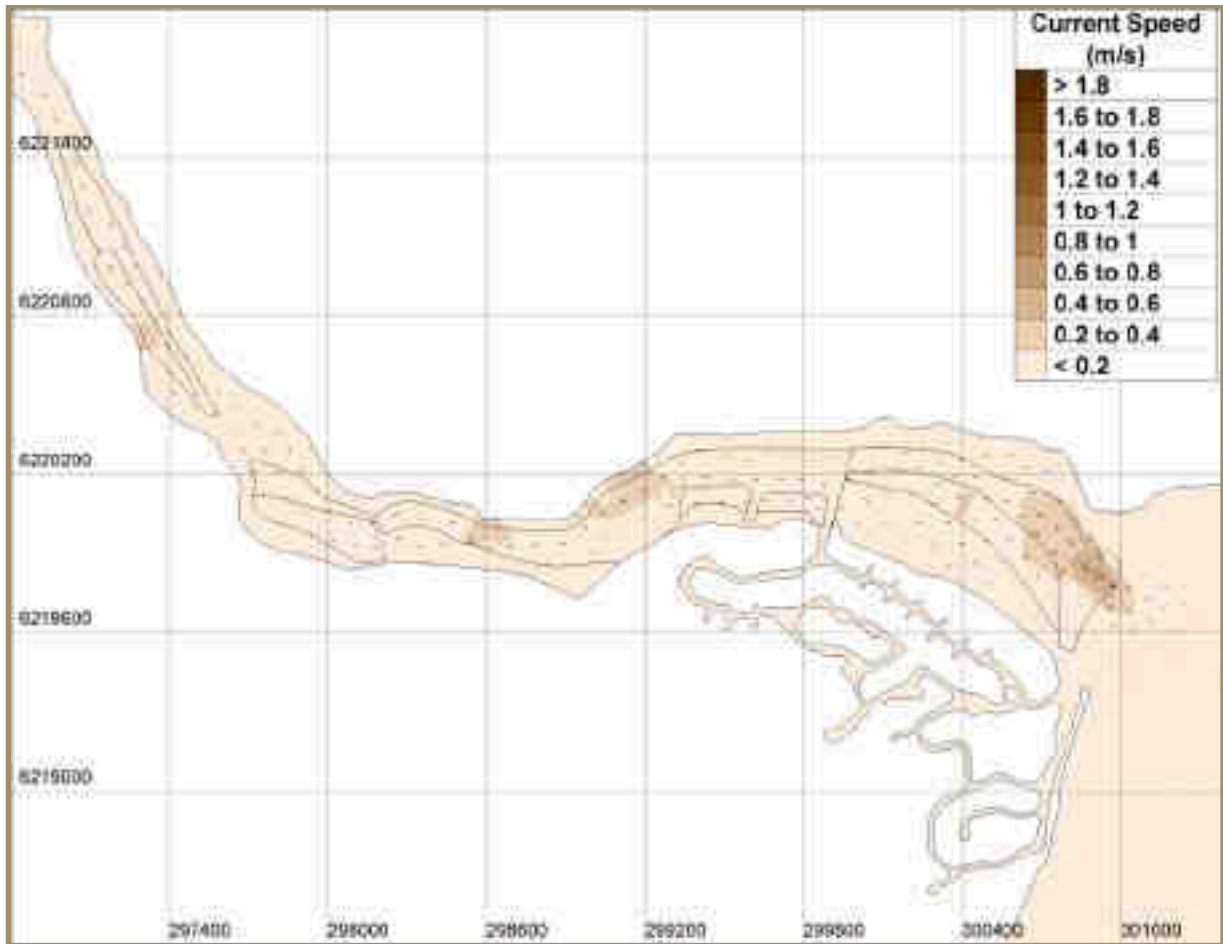 Current Speed
(m/s)
> 1.8
1.6 to 1.8
1.4 to 1.6
1.2 to 1.4
1 to 1.2
0.8 to 1
0.6 to 0.8
0.4 to 0.6
0.2 to 0.4
< 0.2
6221400
6220800
6220200
6219600
6219000
297400 298000 298600 299200 299800 300400 301000